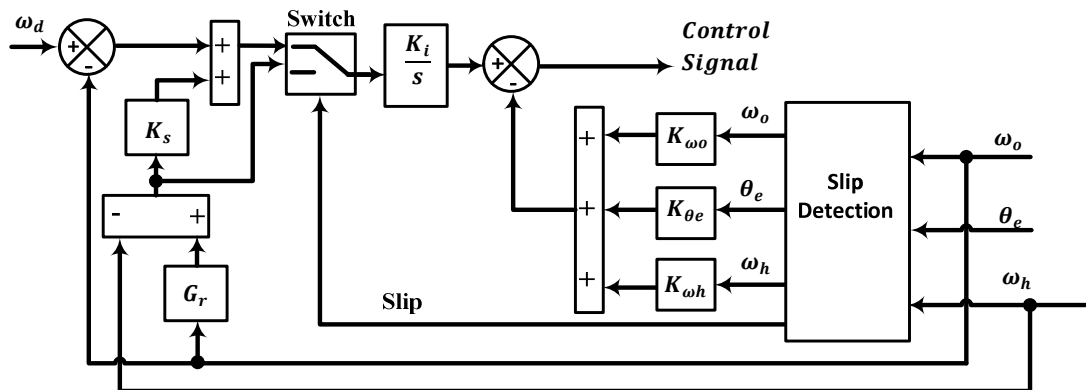 ω_d
+
-
+
+
Switch
K_i
s
+
-
Control
Signal
K_s
-
+
G_r
+
+
+
K_ωo
K_θe
K_ωh
ω_o
θ_e
ω_h
Slip
Detection
ω_o
θ_e
ω_h
Slip